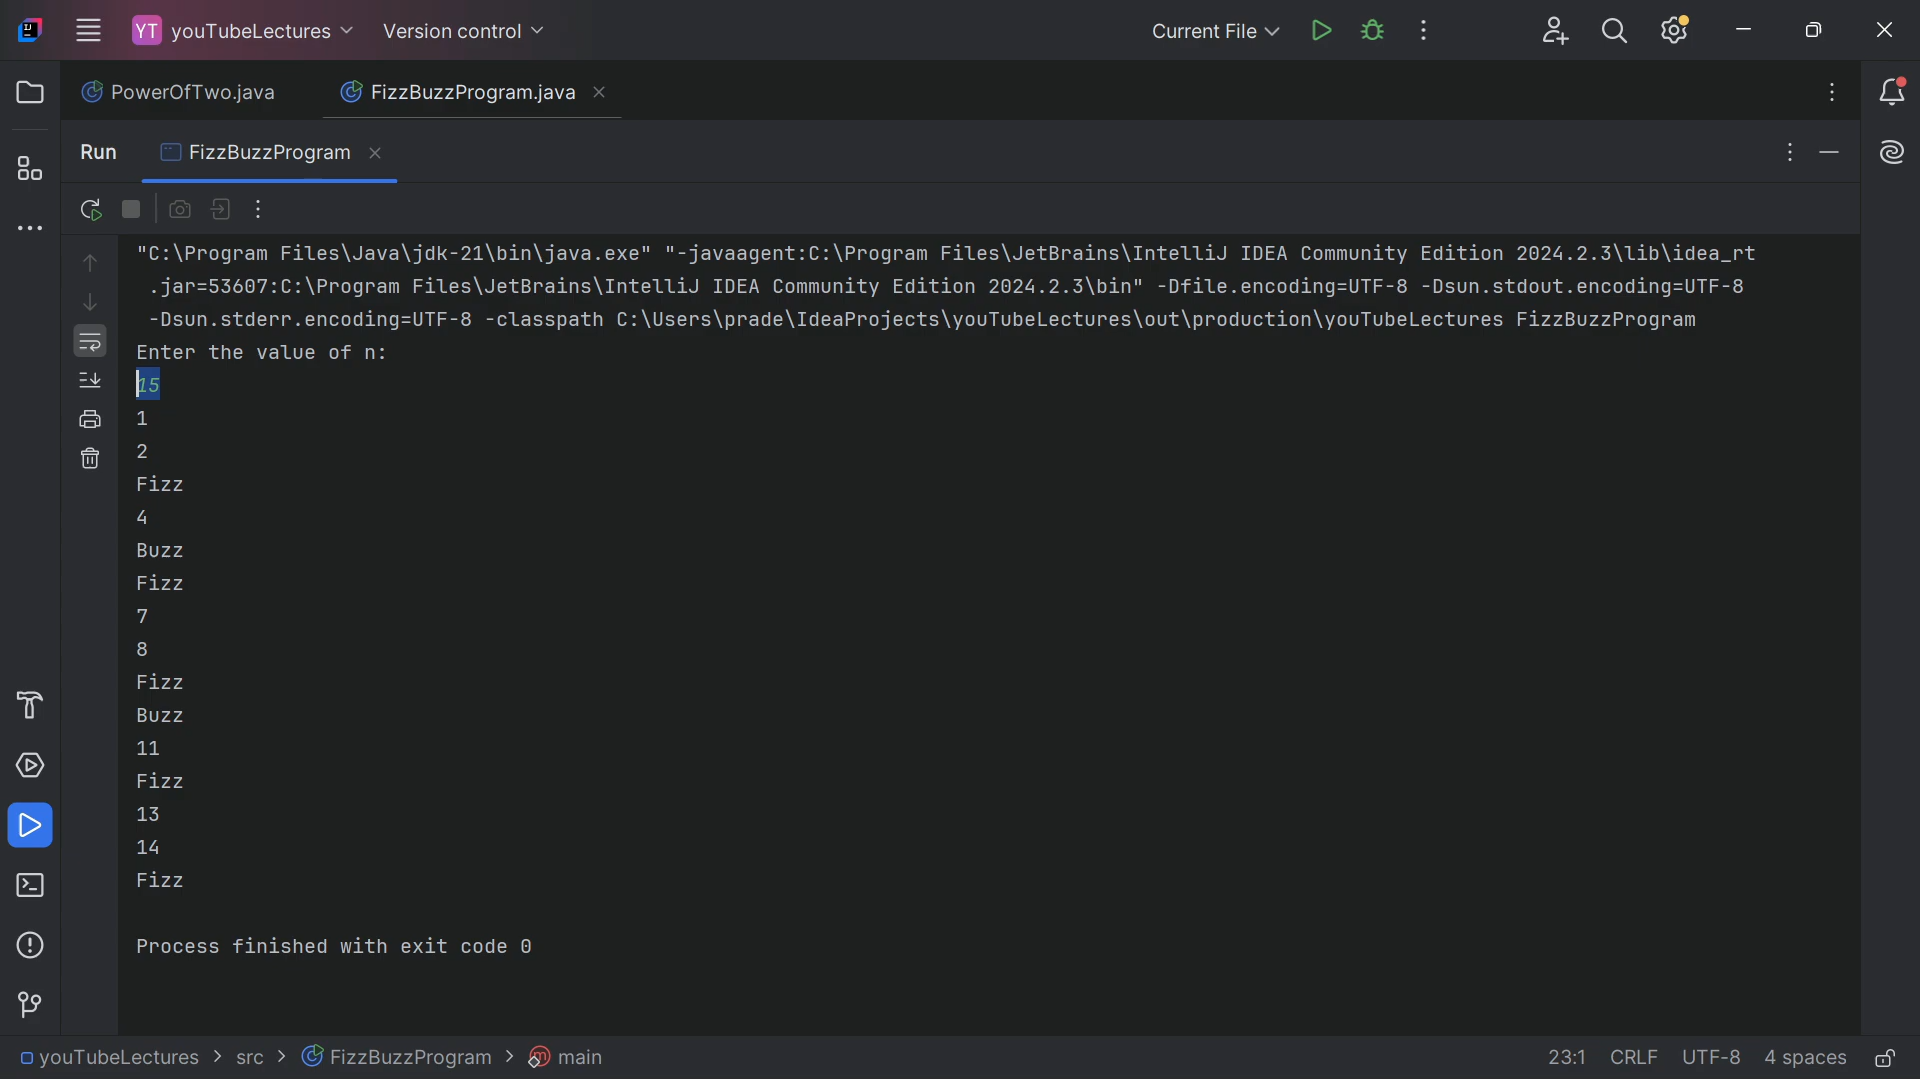 YT youTubeLectures Version control Current File
PowerOfTwo.java FizzBuzzProgram.java
Run FizzBuzzProgram
"C:\Program Files\Java\jdk-21\bin\java.exe" "-javaagent:C:\Program Files\JetBrains\IntelliJ IDEA Community Edition 2024.2.3\lib\idea_rt
.jar=53607:C:\Program Files\JetBrains\IntelliJ IDEA Community Edition 2024.2.3\bin" -Dfile.encoding=UTF-8 -Dsun.stdout.encoding=UTF-8
-Dsun.stderr.encoding=UTF-8 -classpath C:\Users\prade\IdeaProjects\youTubeLectures\out\production\youTubeLectures FizzBuzzProgram
Enter the value of n:
15
1
2
Fizz
4
Buzz
Fizz
7
8
Fizz
Buzz
11
Fizz
13
14
Fizz
Process finished with exit code 0
youTubeLectures > src > FizzBuzzProgram > main 23:1 CRLF UTF-8 4 spaces